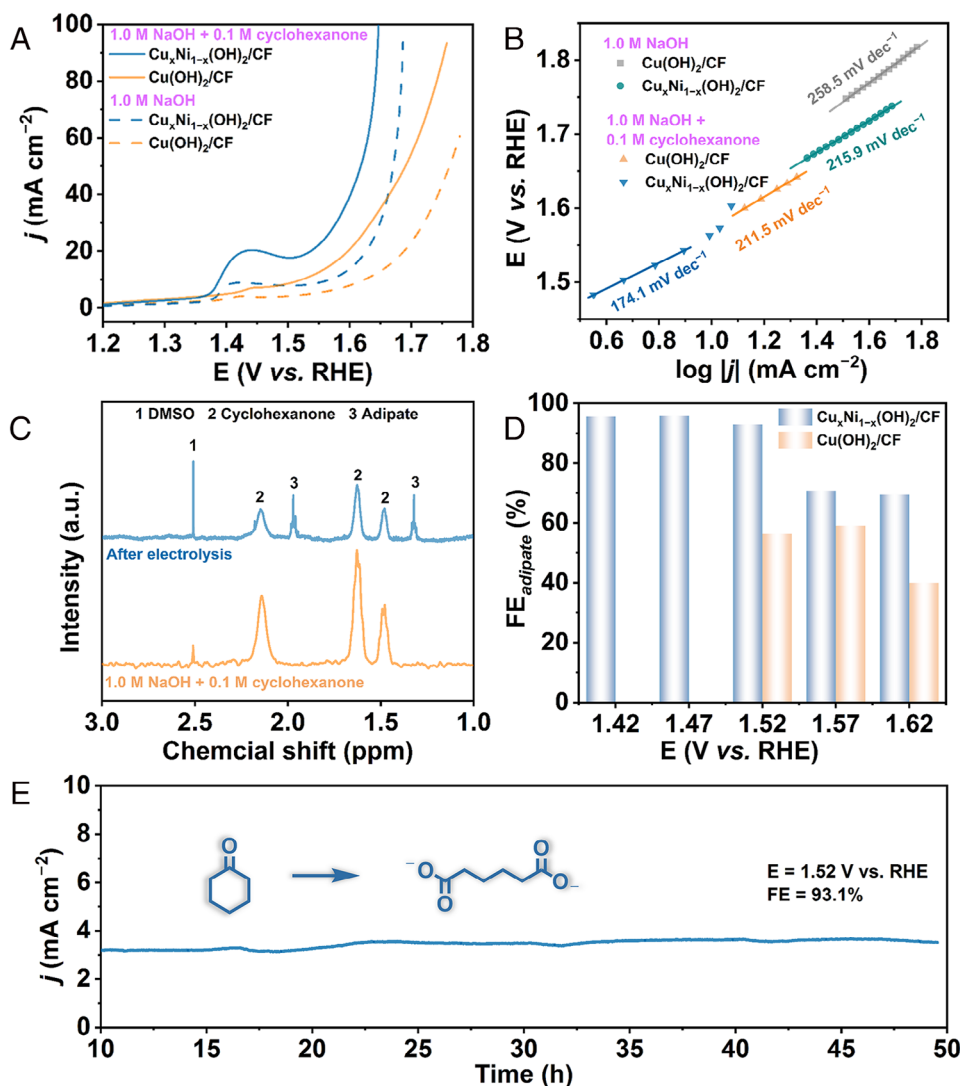 A
100
80
60
40
20
0
j (mA cm⁻²)
1.0 M NaOH + 0.1 M cyclohexanone
CuₓNi₁₋ₓ(OH)₂/CF
Cu(OH)₂/CF
1.0 M NaOH
CuₓNi₁₋ₓ(OH)₂/CF
Cu(OH)₂/CF
1.2 1.3 1.4 1.5 1.6 1.7 1.8
E (V vs. RHE)
B
1.8
1.7
1.6
1.5
E (V vs. RHE)
1.0 M NaOH
Cu(OH)₂/CF
CuₓNi₁₋ₓ(OH)₂/CF
1.0 M NaOH +
0.1 M cyclohexanone
Cu(OH)₂/CF
CuₓNi₁₋ₓ(OH)₂/CF
258.5 mV dec⁻¹
215.9 mV dec⁻¹
211.5 mV dec⁻¹
174.1 mV dec⁻¹
0.6 0.8 1.0 1.2 1.4 1.6 1.8
log |j| (mA cm⁻²)
C
1 DMSO 2 Cyclohexanone 3 Adipate
1
2
3
2
2
3
After electrolysis
1.0 M NaOH + 0.1 M cyclohexanone
Intensity (a.u.)
3.0 2.5 2.0 1.5 1.0
Chemcial shift (ppm)
D
100
80
60
40
20
0
FEadipate (%)
CuₓNi₁₋ₓ(OH)₂/CF
Cu(OH)₂/CF
1.42 1.47 1.52 1.57 1.62
E (V vs. RHE)
E
10
8
6
4
2
0
j (mA cm⁻²)
O
⁻O
O
O
O⁻
E = 1.52 V vs. RHE
FE = 93.1%
10 15 20 25 30 35 40 45 50
Time (h)